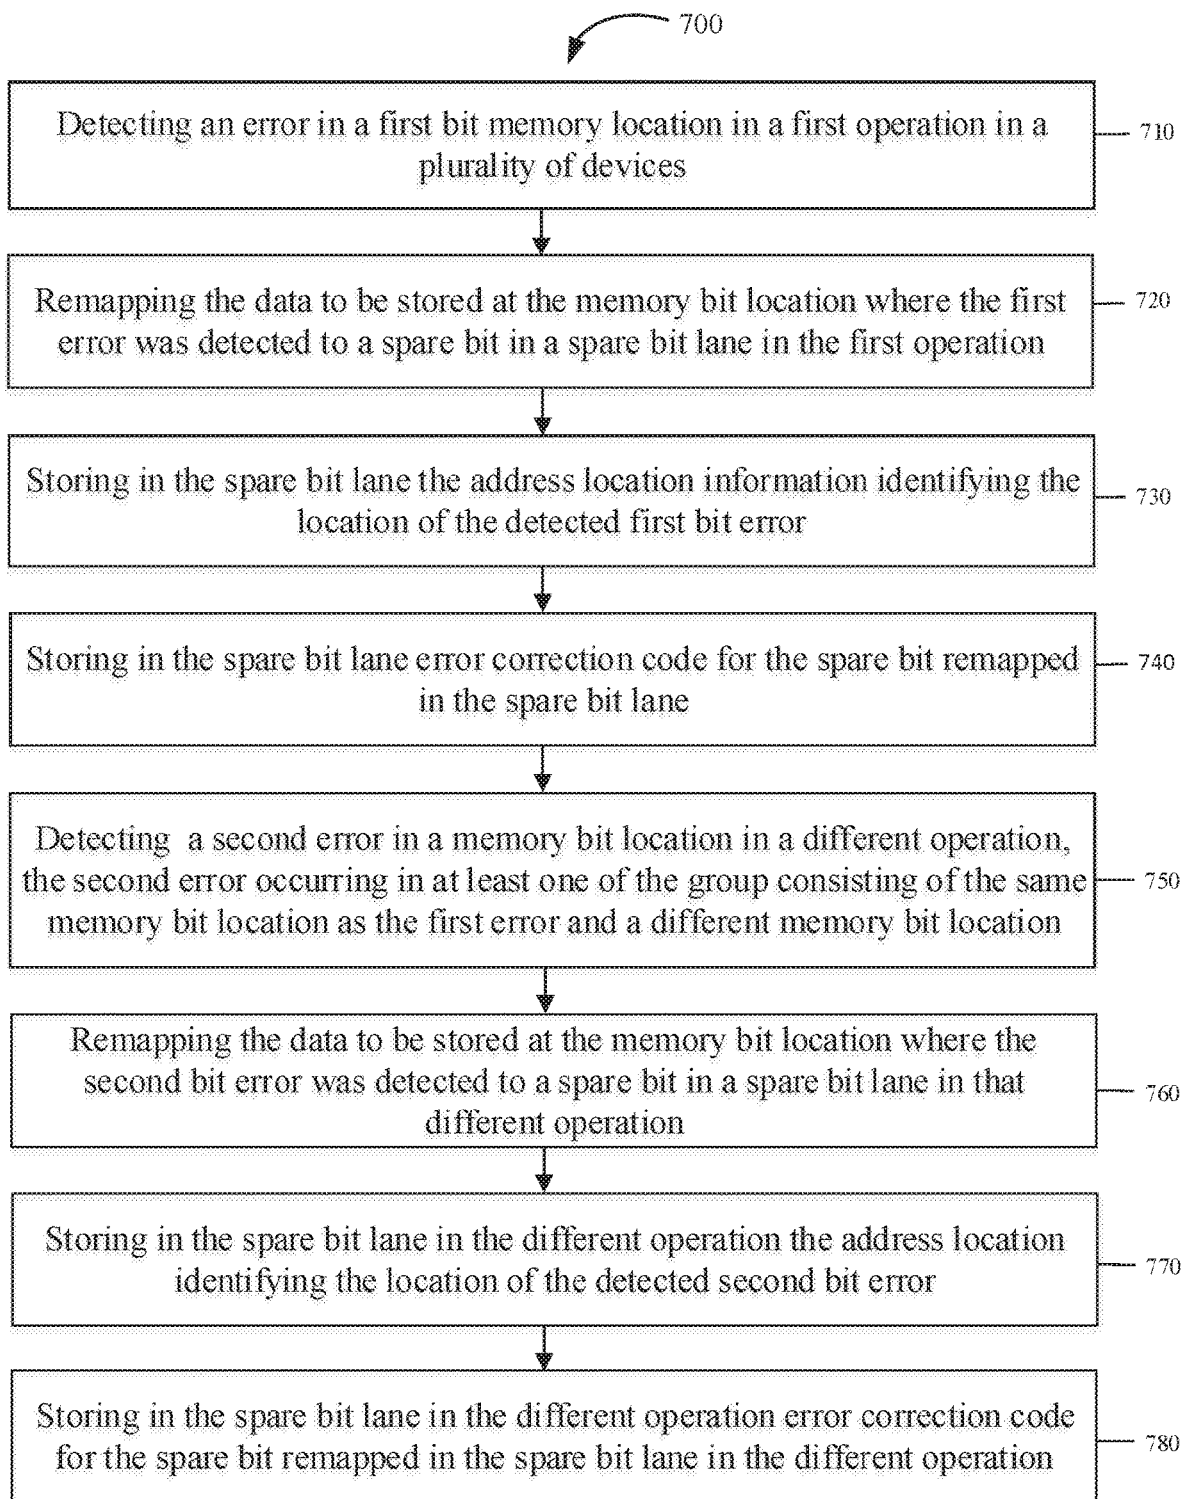 700
Detecting an error in a first bit memory location in a first operation in a
plurality of devices
710
Remapping the data to be stored at the memory bit location where the first
error was detected to a spare bit in a spare bit lane in the first operation
720
Storing in the spare bit lane the address location information identifying the
location of the detected first bit error
730
Storing in the spare bit lane error correction code for the spare bit remapped
in the spare bit lane
740
Detecting a second error in a memory bit location in a different operation,
the second error occurring in at least one of the group consisting of the same
memory bit location as the first error and a different memory bit location
750
Remapping the data to be stored at the memory bit location where the
second bit error was detected to a spare bit in a spare bit lane in that
different operation
760
Storing in the spare bit lane in the different operation the address location
identifying the location of the detected second bit error
770
Storing in the spare bit lane in the different operation error correction code
for the spare bit remapped in the spare bit lane in the different operation
780